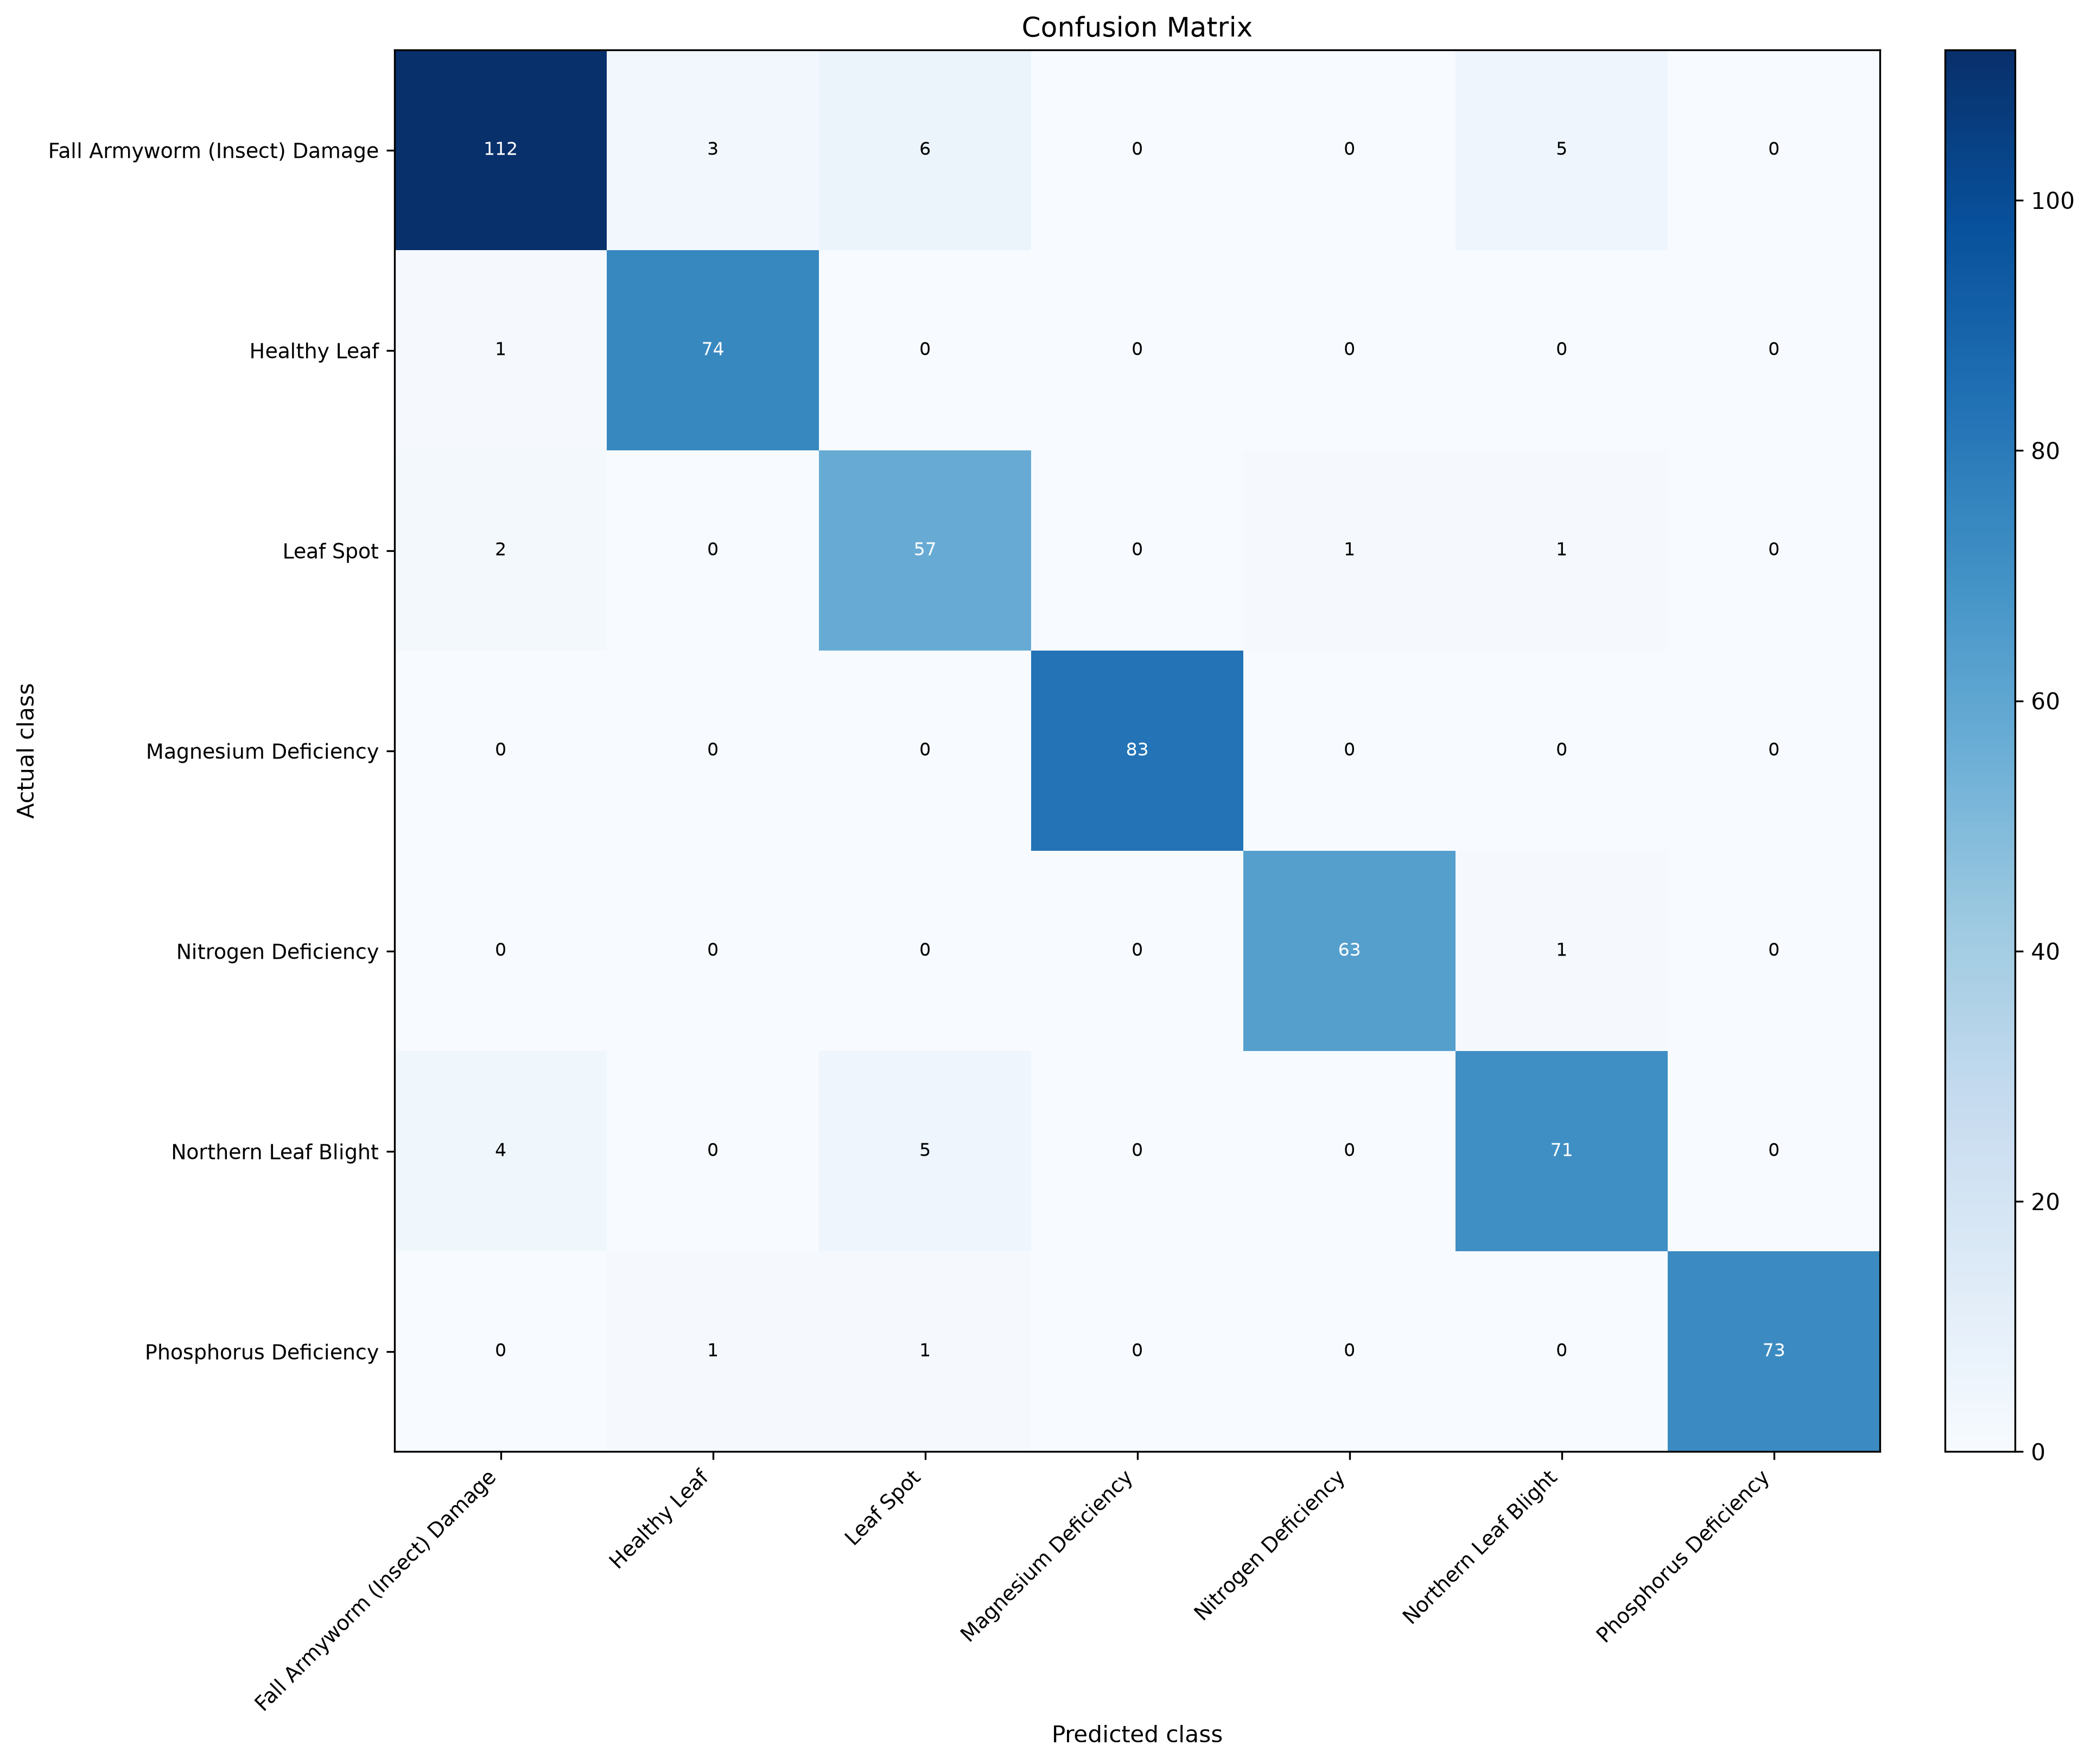 Confusion Matrix
Fall Armyworm (Insect) Damage 112 3 6 0 0 5 0
Healthy Leaf 1 74 0 0 0 0 0
Leaf Spot 2 0 57 0 1 1 0
Magnesium Deficiency 0 0 0 83 0 0 0
Nitrogen Deficiency 0 0 0 0 63 1 0
Northern Leaf Blight 4 0 5 0 0 71 0
Phosphorus Deficiency 0 1 1 0 0 0 73
Actual class
Fall Armyworm (Insect) Damage
Healthy Leaf
Leaf Spot
Magnesium Deficiency
Nitrogen Deficiency
Northern Leaf Blight
Phosphorus Deficiency
Predicted class
100
80
60
40
20
0